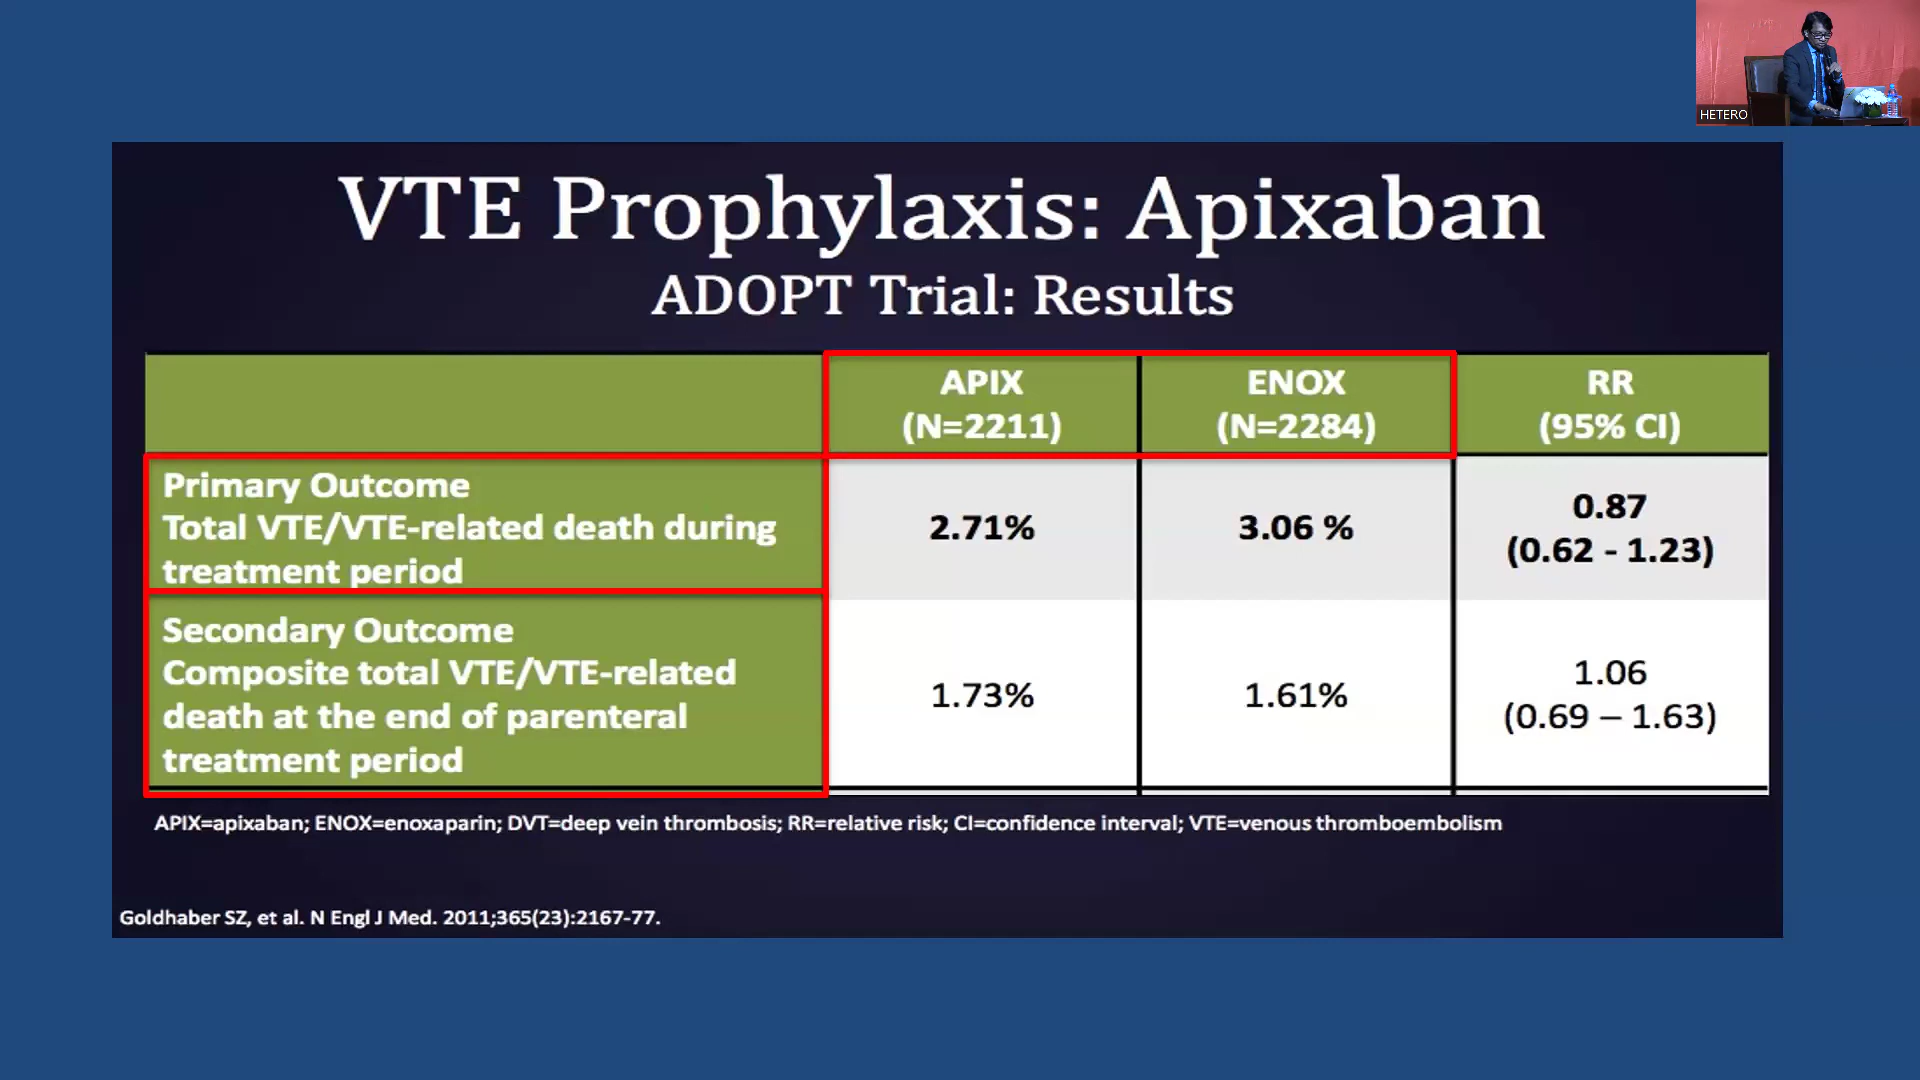 HETERO
VTE Prophylaxis: Apixaban
ADOPT Trial: Results
APIX
(N=2211)
ENOX
(N=2284)
RR
(95% CI)
Primary Outcome
Total VTE/VTE-related death during
treatment period
2.71%
3.06 %
0.87
(0.62 - 1.23)
Secondary Outcome
Composite total VTE/VTE-related
death at the end of parenteral
treatment period
1.73%
1.61%
1.06
(0.69 – 1.63)
APIX=apixaban; ENOX=enoxaparin; DVT=deep vein thrombosis; RR=relative risk; CI=confidence interval; VTE=venous thromboembolism
Goldhaber SZ, et al. N Engl J Med. 2011;365(23):2167-77.